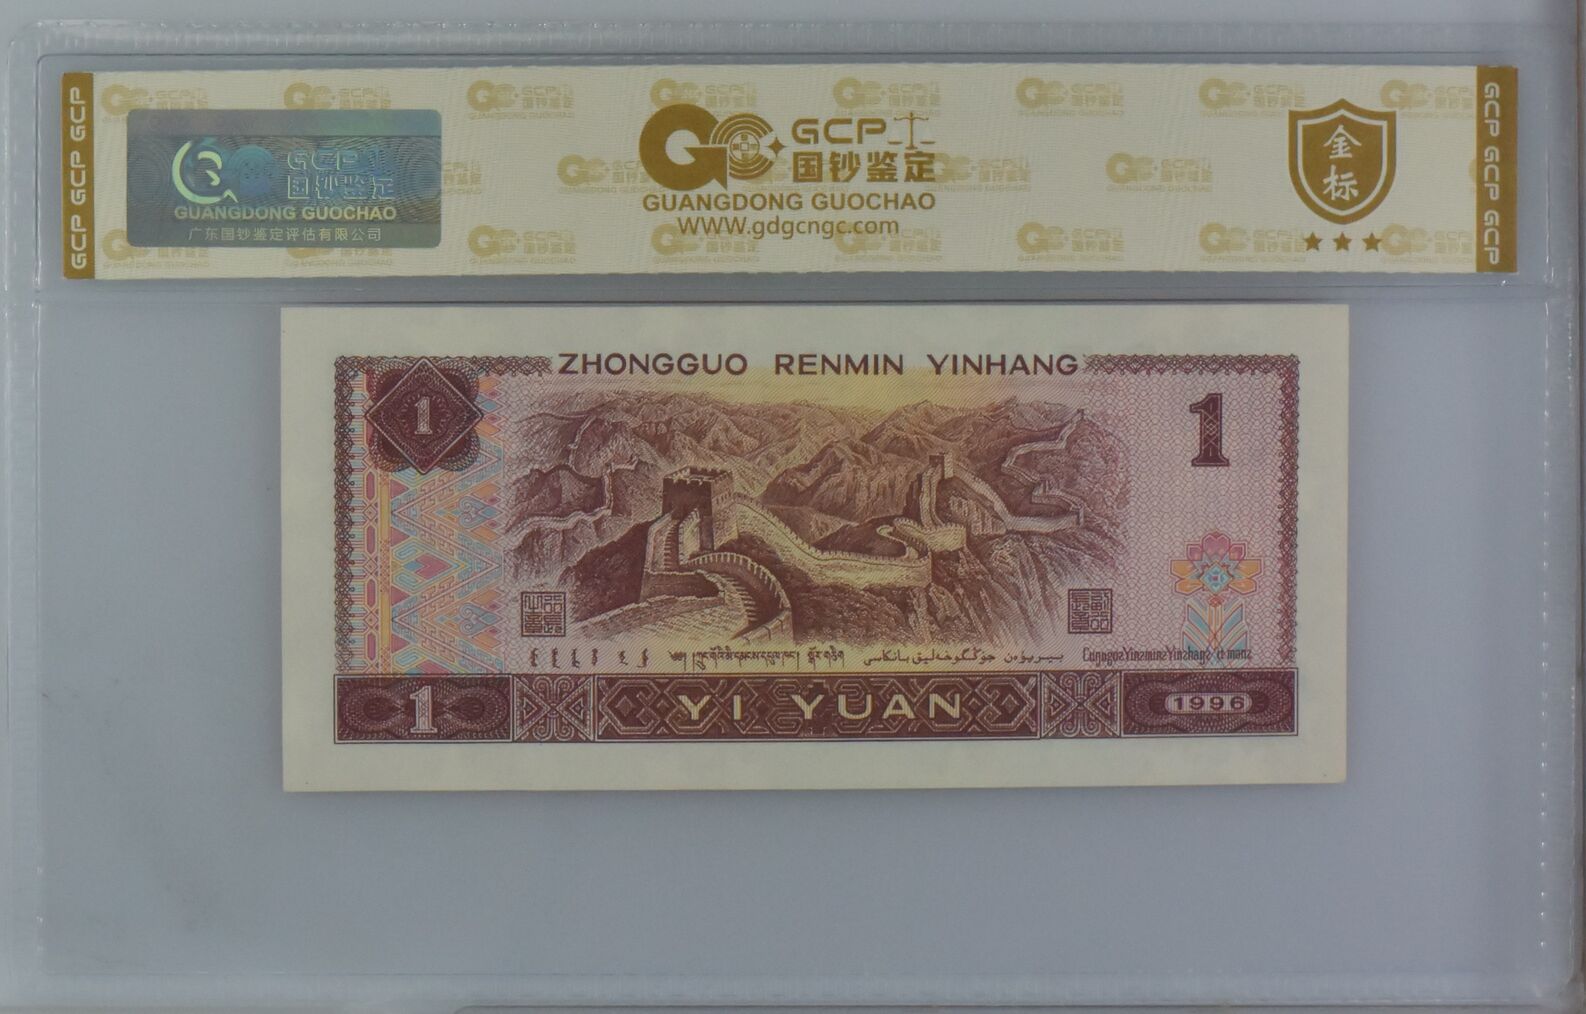 GCP GCP GCP
GCP
国钞鉴定
GUANGDONG GUOCHAO
广东国钞鉴定评估有限公司
GCP
国钞鉴定
GUANGDONG GUOCHAO
WWW.gdgcngc.com
金标
GCP GCP GCP
ZHONGGUO RENMIN YINHANG
1
1
1
YI YUAN
1996